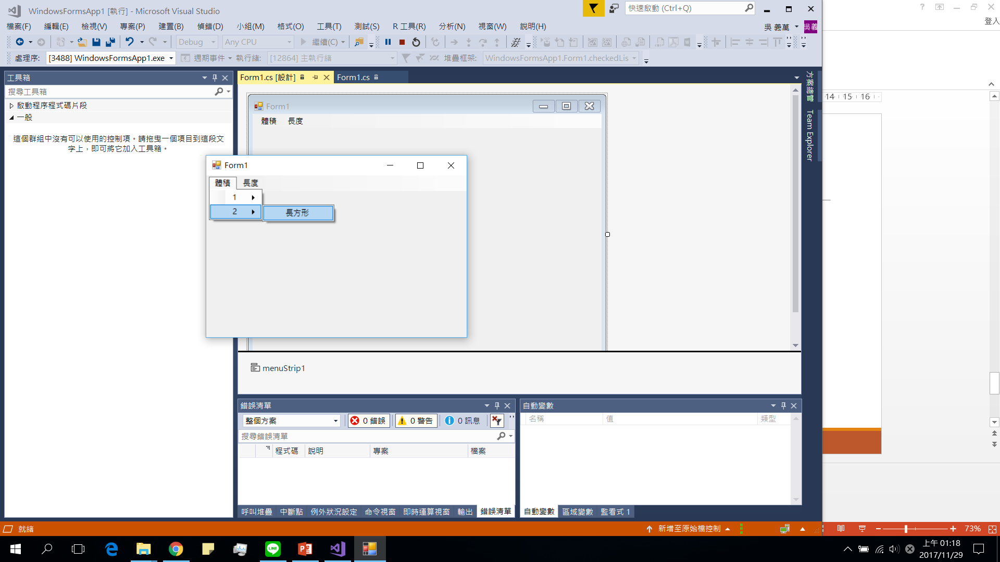 WindowsFormsApp1 [執行] - Microsoft Visual Studio
快速啟動 (Ctrl+Q)
登入
檔案(F) 編輯(E) 檢視(V) 專案(P) 建置(B) 偵錯(D) 小組(M) 格式(O) 工具(T) 測試(S) R 工具(R) 分析(N) 視窗(W) 說明(H)
吳 義萬
吳義
Debug Any CPU 繼續(C)
處理序: [3488] WindowsFormsApp1.exe 週期事件 執行緒: [12864] 主執行緒 堆疊框架: WindowsFormsApp1.Form1.checkedLis
工具箱
Form1.cs [設計] Form1.cs
方案總管
Team Explorer
搜尋工具箱
啟動程序程式碼片段
一般
這個群組中沒有可以使用的控制項。請拖曳一個項目到這段文
字上，即可將它加入工具箱。
Form1
體積 長度
Form1
體積 長度
1
2 長方形
14 15 16
menuStrip1
錯誤清單
整個方案 0 錯誤 0 警告 0 訊息
搜尋錯誤清單
程式碼 說明 專案 檔案
自動變數
名稱 值 類型
呼叫堆疊 中斷點 例外狀況設定 命令視窗 即時運算視窗 輸出 錯誤清單
自動變數 區域變數 監看式 1
就緒
新增至原始檔控制
73%
LINE
上午 01:18
2017/11/29